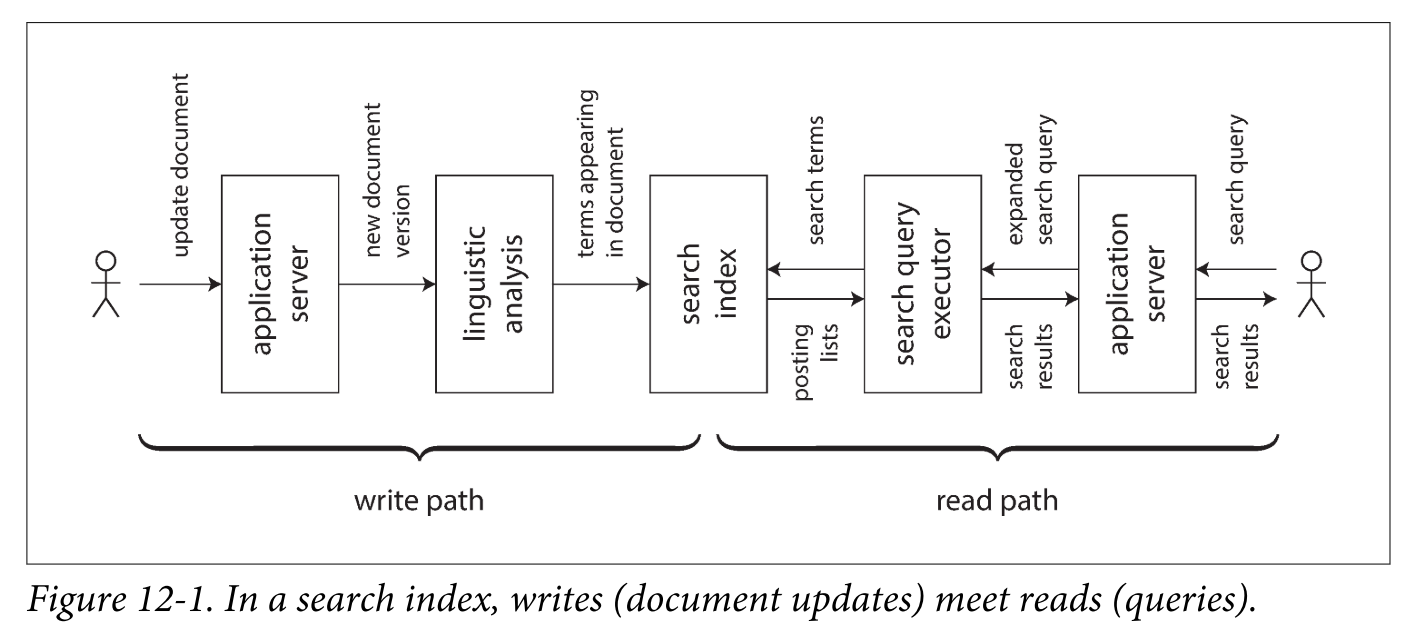 update document
application
server
new document
version
linguistic
analysis
terms appearing
in document
search
index
search terms
posting
lists
search query
executor
expanded
search query
search
results
application
server
search query
search
results
write path
read path
Figure 12-1. In a search index, writes (document updates) meet reads (queries).